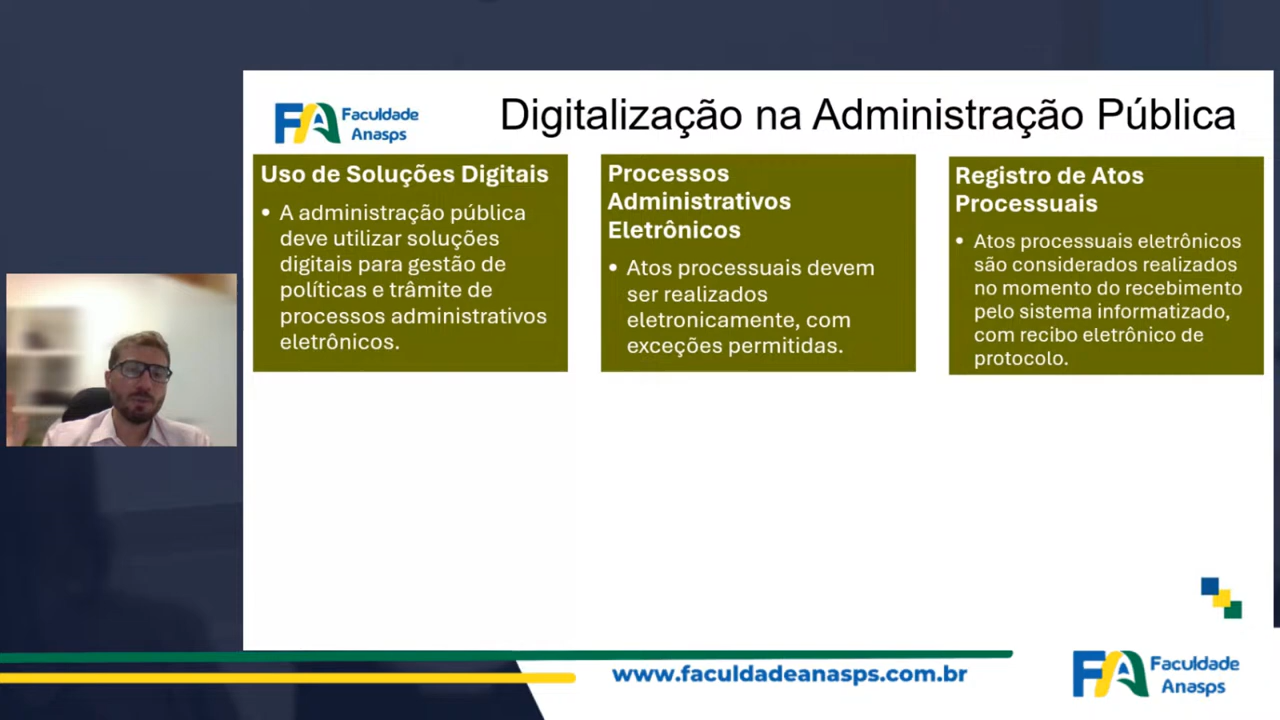 FA Faculdade
Anasps
Digitalização na Administração Pública
Uso de Soluções Digitais
• A administração pública
deve utilizar soluções
digitais para gestão de
políticas e trâmite de
processos administrativos
eletrônicos.
Processos
Administrativos
Eletrônicos
• Atos processuais devem
ser realizados
eletronicamente, com
exceções permitidas.
Registro de Atos
Processuais
• Atos processuais eletrônicos
são considerados realizados
no momento do recebimento
pelo sistema informatizado,
com recibo eletrônico de
protocolo.
www.faculdadeanasps.com.br
FA Faculdade
Anasps